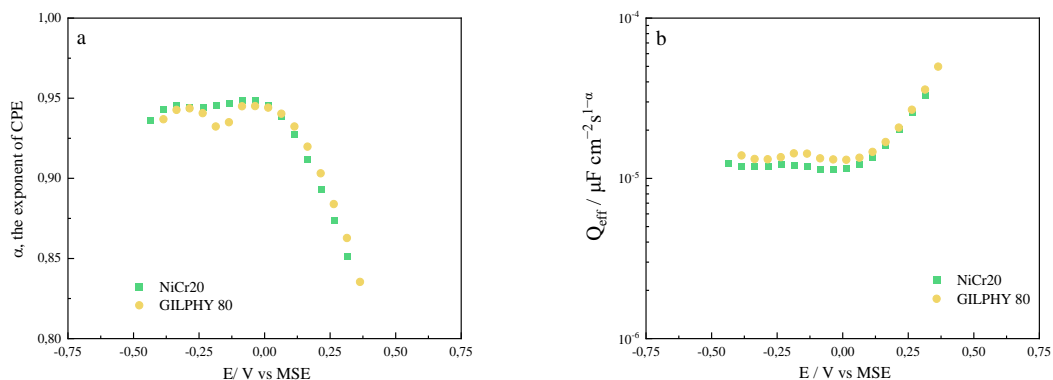 a
α, the exponent of CPE
1,00
0,95
0,90
0,85
0,80
NiCr20
GILPHY 80
-0,75 -0,50 -0,25 0,00 0,25 0,50 0,75
E/ V vs MSE
b
Q_eff / μF cm⁻²s^{1−α}
10⁻⁴
10⁻⁵
10⁻⁶
NiCr20
GILPHY 80
-0,75 -0,50 -0,25 0,00 0,25 0,50 0,75
E / V vs MSE